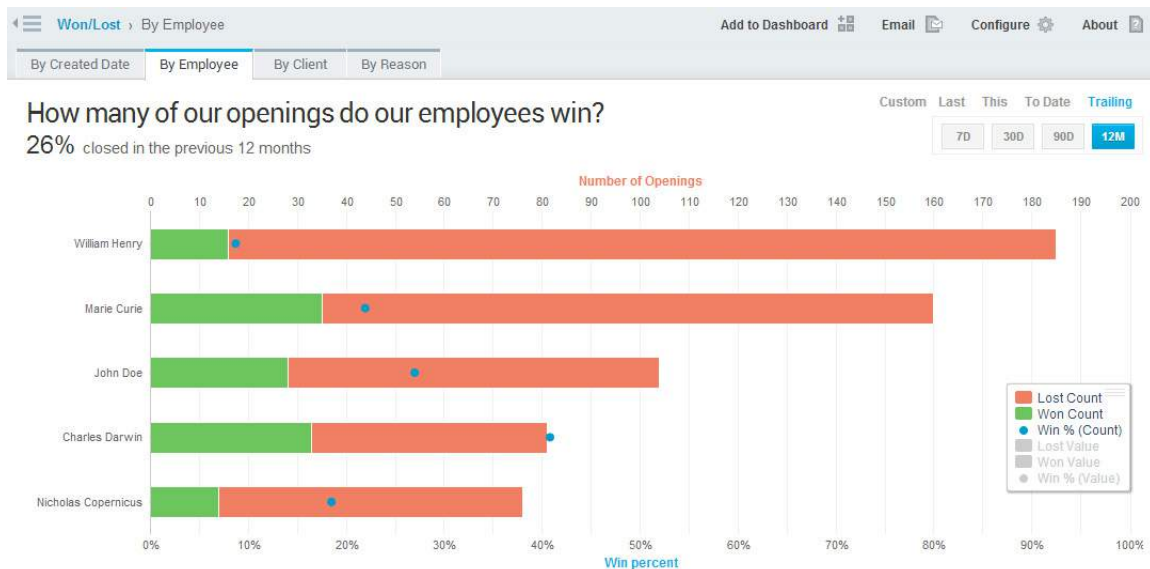 Won/Lost › By Employee
Add to Dashboard Email Configure About
By Created Date By Employee By Client By Reason
How many of our openings do our employees win?
26% closed in the previous 12 months
Custom Last This To Date Trailing
7D 30D 90D 12M
Number of Openings
0 10 20 30 40 50 60 70 80 90 100 110 120 130 140 150 160 170 180 190 200
William Henry
Marie Curie
John Doe
Charles Darwin
Nicholas Copernicus
Lost Count
Won Count
Win % (Count)
Lost Value
Won Value
Win % (Value)
0% 10% 20% 30% 40% 50% 60% 70% 80% 90% 100%
Win percent